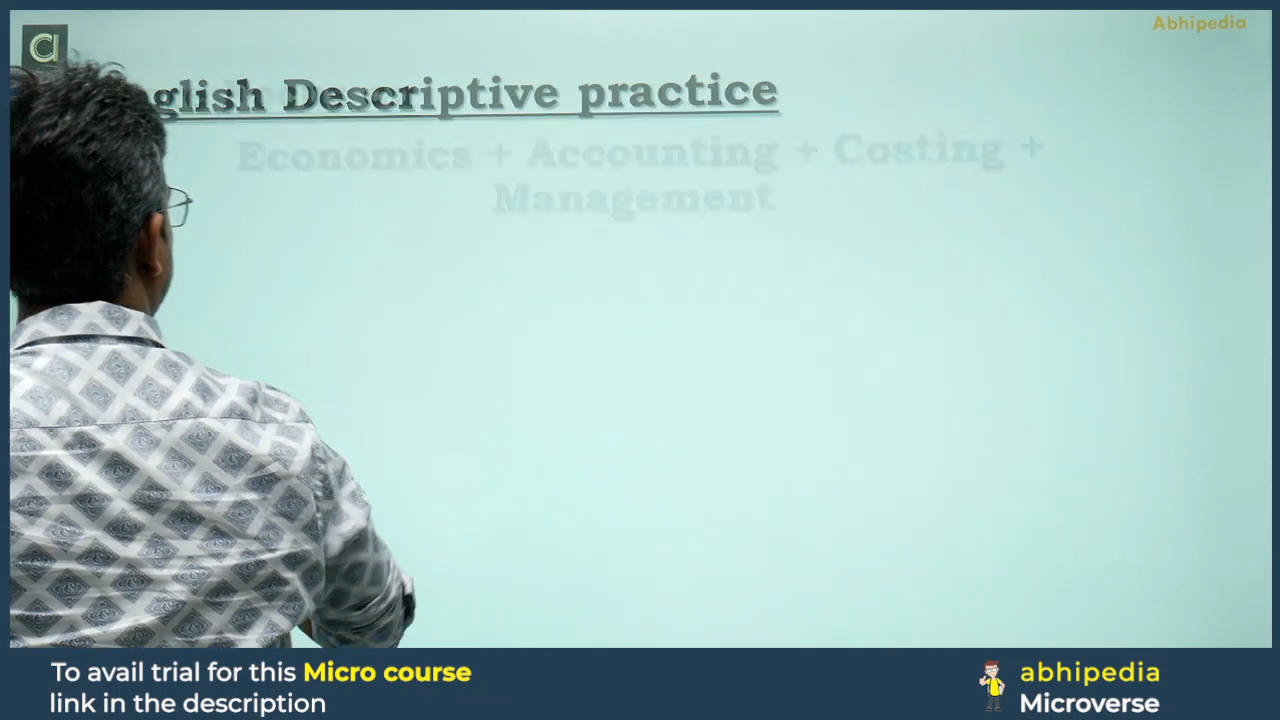 Abhipedia
glish Descriptive practice
Economics + Accounting + Costing +
Management
To avail trial for this Micro course
link in the description
abhipedia
Microverse